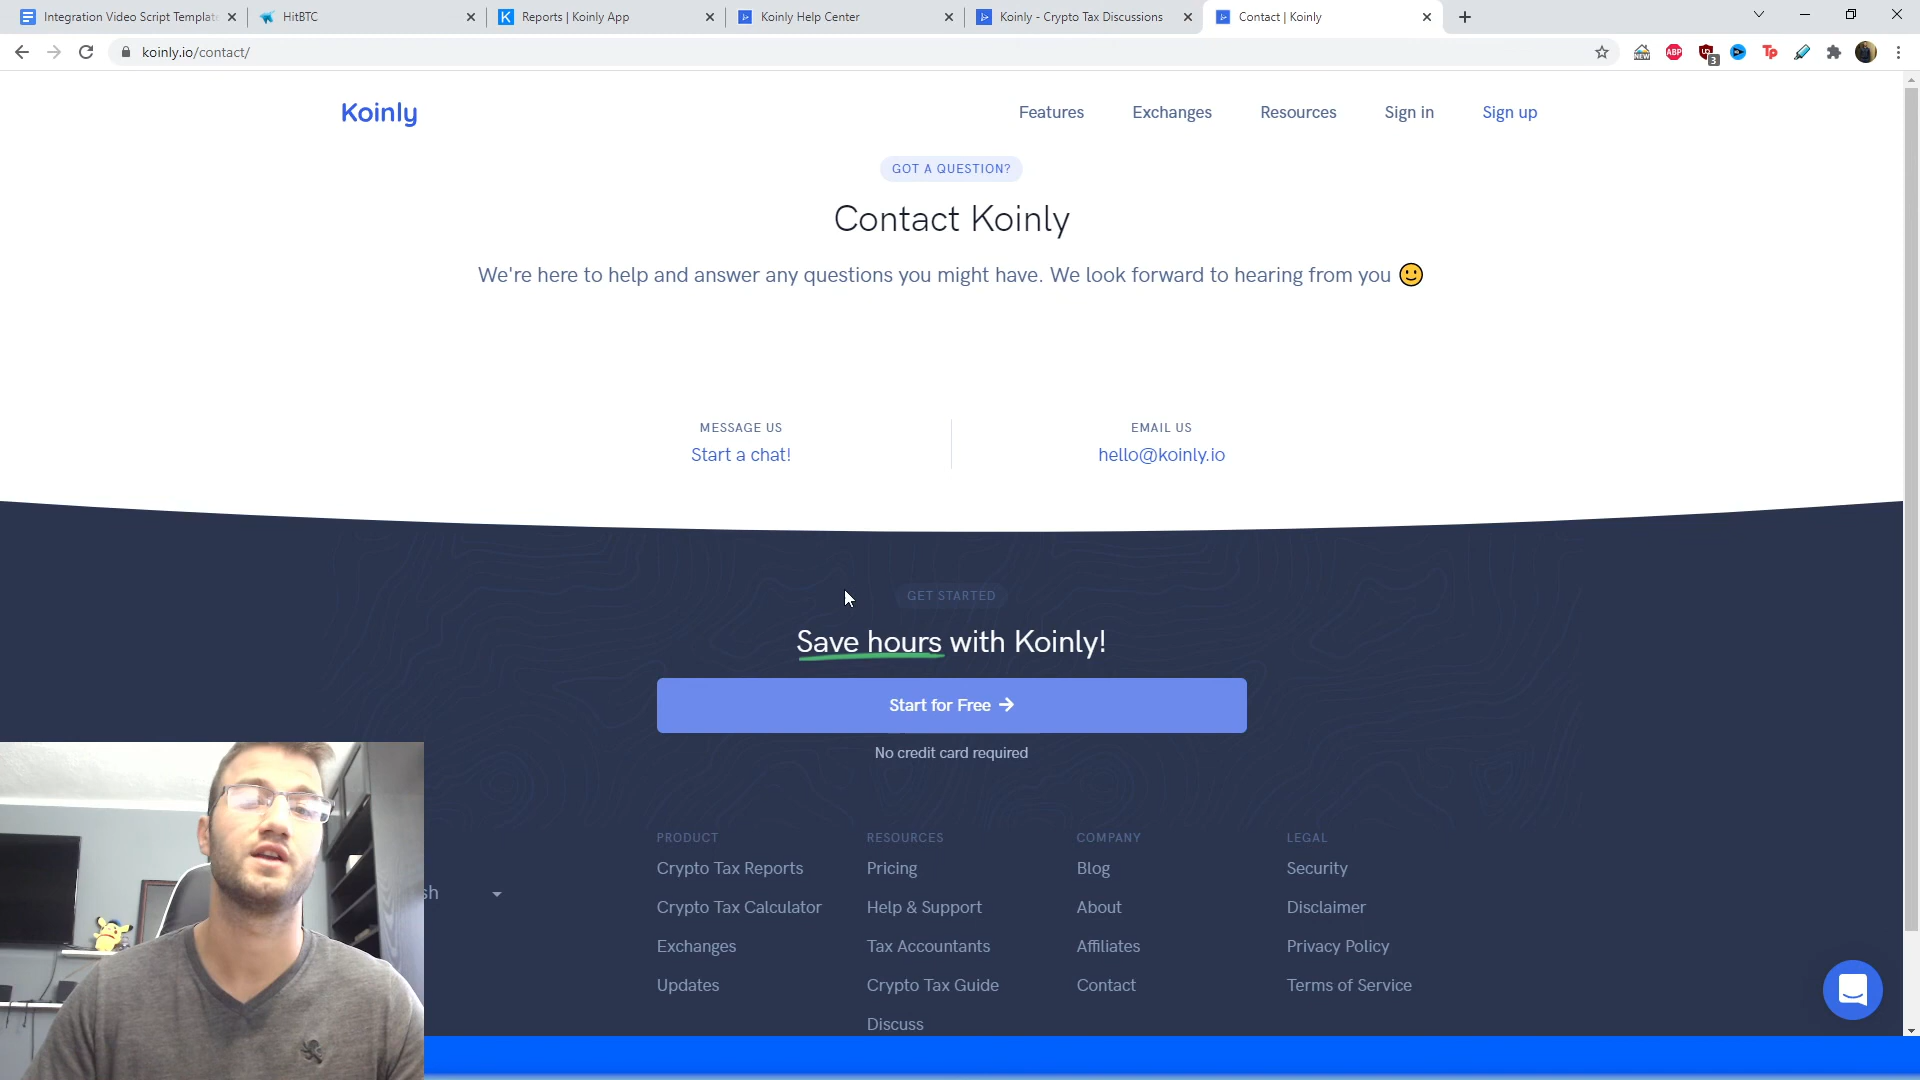 Integration Video Script Templat
HitBTC
Reports | Koinly App
Koinly Help Center
Koinly - Crypto Tax Discussions
Contact | Koinly
koinly.io/contact/
NEW
ABP
3
Tp
Koinly
Features
Exchanges
Resources
Sign in
Sign up
GOT A QUESTION?
Contact Koinly
We're here to help and answer any questions you might have. We look forward to hearing from you
MESSAGE US
Start a chat!
EMAIL US
hello@koinly.io
GET STARTED
Save hours with Koinly!
Start for Free →
No credit card required
sh
PRODUCT
Crypto Tax Reports
Crypto Tax Calculator
Exchanges
Updates
RESOURCES
Pricing
Help & Support
Tax Accountants
Crypto Tax Guide
Discuss
COMPANY
Blog
About
Affiliates
Contact
LEGAL
Security
Disclaimer
Privacy Policy
Terms of Service